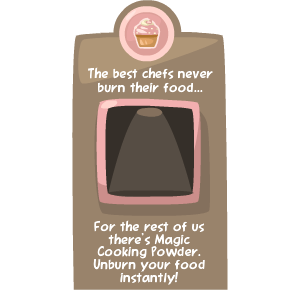 The best chefs never
burn their food...
For the rest of us
there's Magic
Cooking Powder.
Unburn your food
instantly!